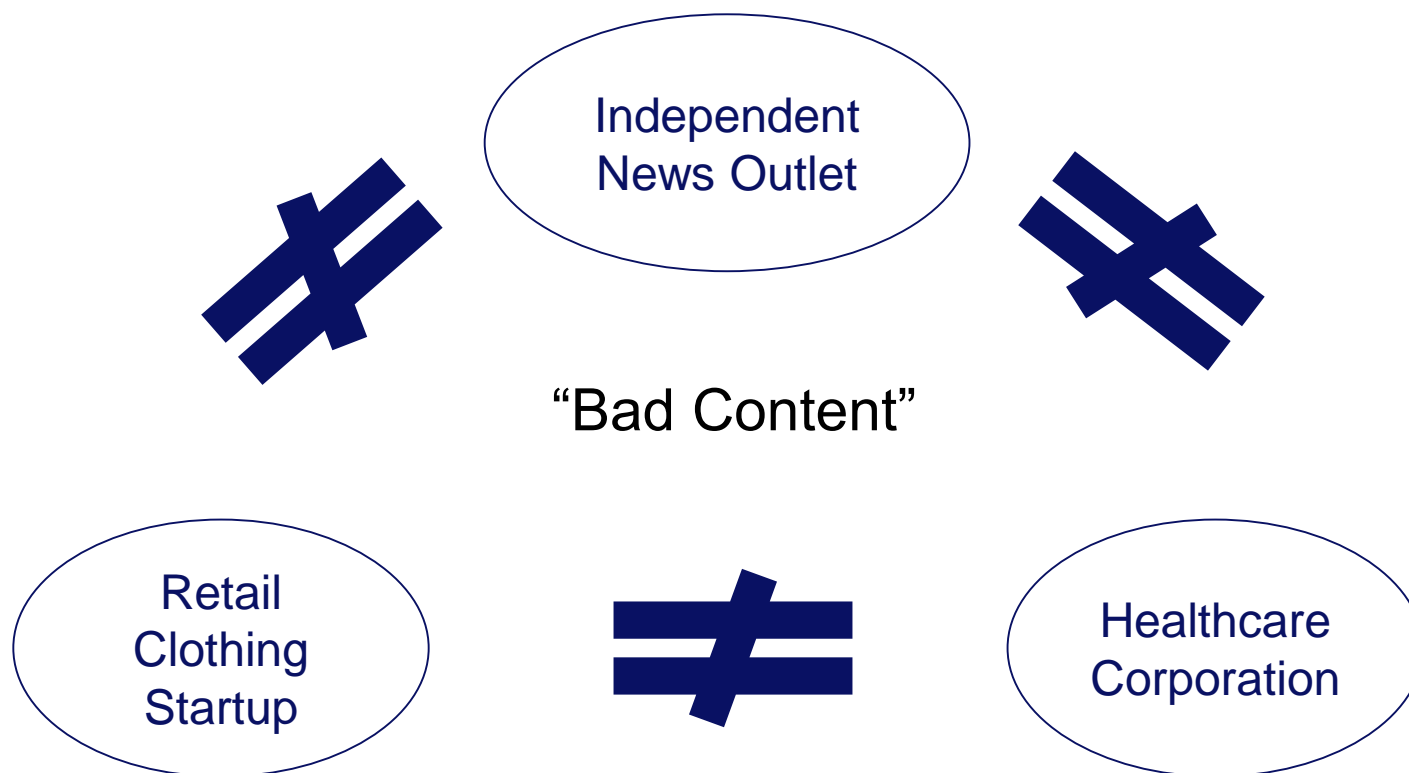 Independent
News Outlet
“Bad Content”
Retail
Clothing
Startup
Healthcare
Corporation